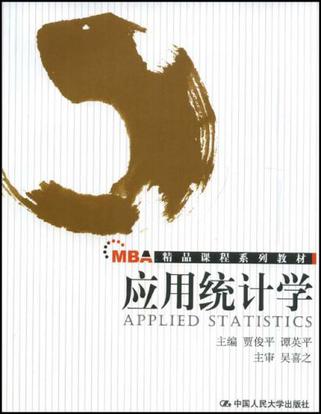 MBA 精品课程系列教材
应用统计学
APPLIED STATISTICS
主编 贾俊平 谭英平
主审 吴喜之
中国人民大学出版社